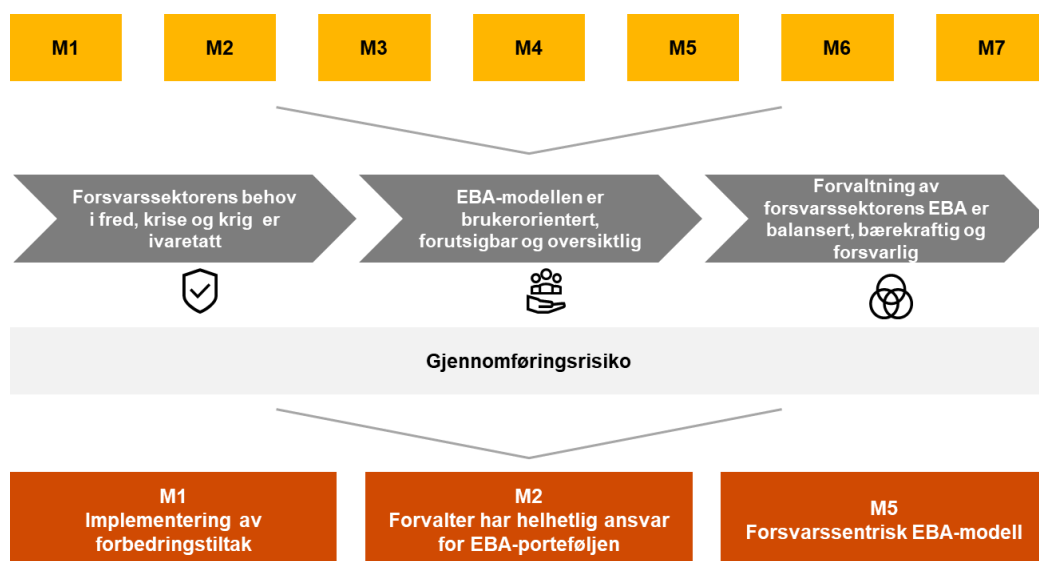 M1
M2
M3
M4
M5
M6
M7
Forsvarssektorens behov
i fred, krise og krig er
ivaretatt
EBA-modellen er
brukerorientert,
forutsigbar og oversiktlig
Forvaltning av
forsvarssektorens EBA er
balansert, bærekraftig og
forsvarlig
Gjennomføringsrisiko
M1
Implementering av
forbedringstiltak
M2
Forvalter har helhetlig ansvar
for EBA-porteføljen
M5
Forsvarssentrisk EBA-modell